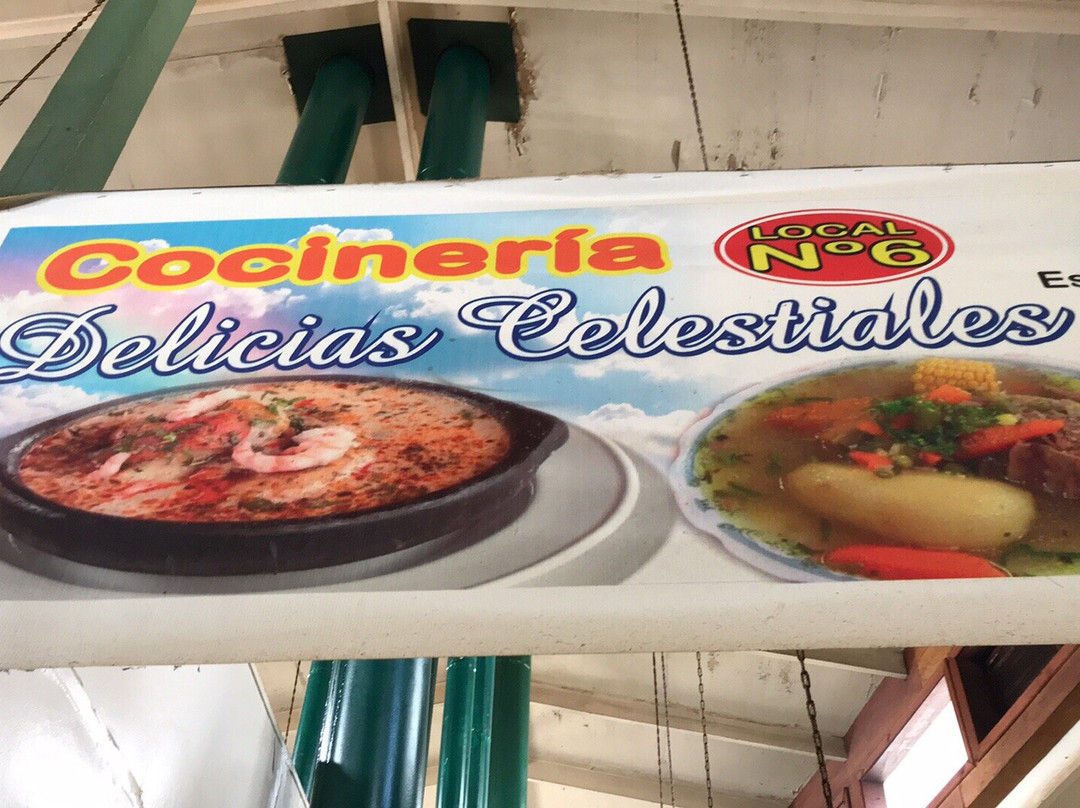 Cocinería
LOCAL
Nº6
Delicias Celestiales